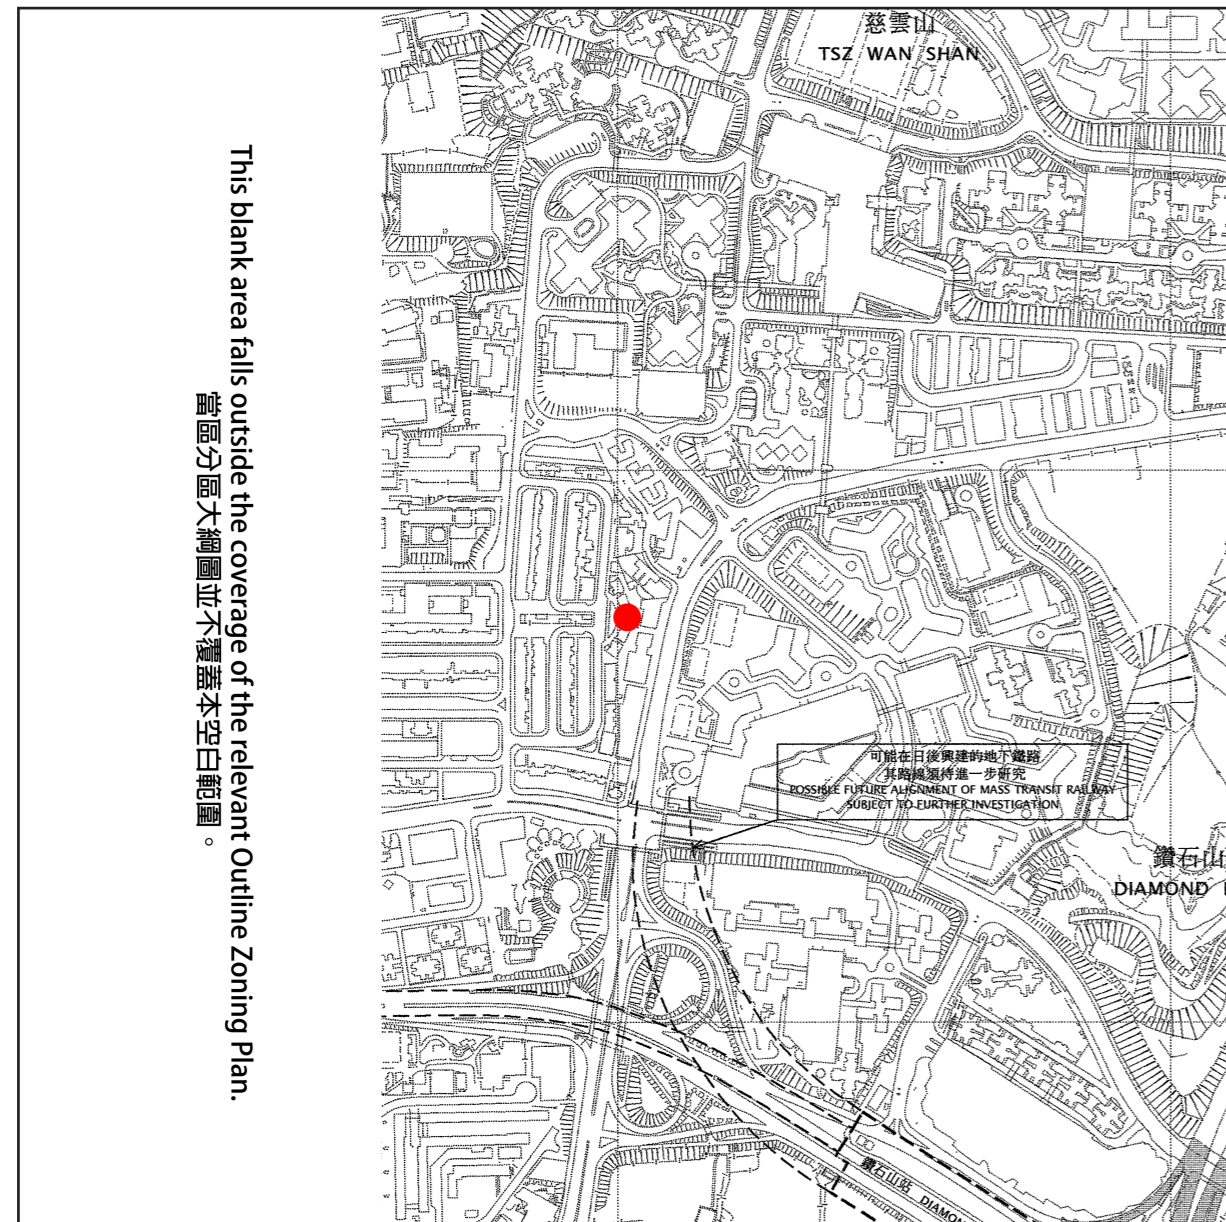 慈雲山
TSZ WAN SHAN
This blank area falls outside the coverage of the relevant Outline Zoning Plan.
當區分區大綱圖並不覆蓋本空白範圍。
可能在日後興建的地下鐵路
其路線須待進一步研究
POSSIBLE FUTURE ALIGNMENT OF MASS TRANSIT RAILWAY
SUBJECT TO FURTHER INVESTIGATION
鑽石山
DIAMOND
鑽石山站 DIAMON